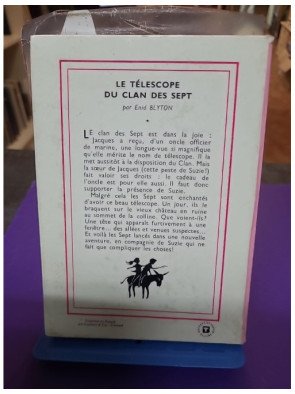 LE TÉLESCOPE
DU CLAN DES SEPT
par Enid BLYTON
LE clan des Sept est dans la joie :
Jacques a reçu, d'un oncle officier
de marine, une longue-vue si magnifique
qu'elle mérite le nom de télescope. Il la
met aussitôt à la disposition du Clan. Mais
la sœur de Jacques (cette peste de Suzie!)
fait valoir ses droits : le cadeau de
l'oncle est pour elle aussi. Il faut donc
supporter la présence de Suzie.
Malgré cela les Sept sont enchantés
d'avoir ce beau télescope. Un jour, ils le
braquent sur le vieux château en ruine
au sommet de la colline. Que voient-ils?
Une tête qui apparaît furtivement à une
fenêtre... des allées et venues suspectes...
Et voilà les Sept lancés dans une nouvelle
aventure, en compagnie de Suzie qui ne
fait que compliquer les choses!